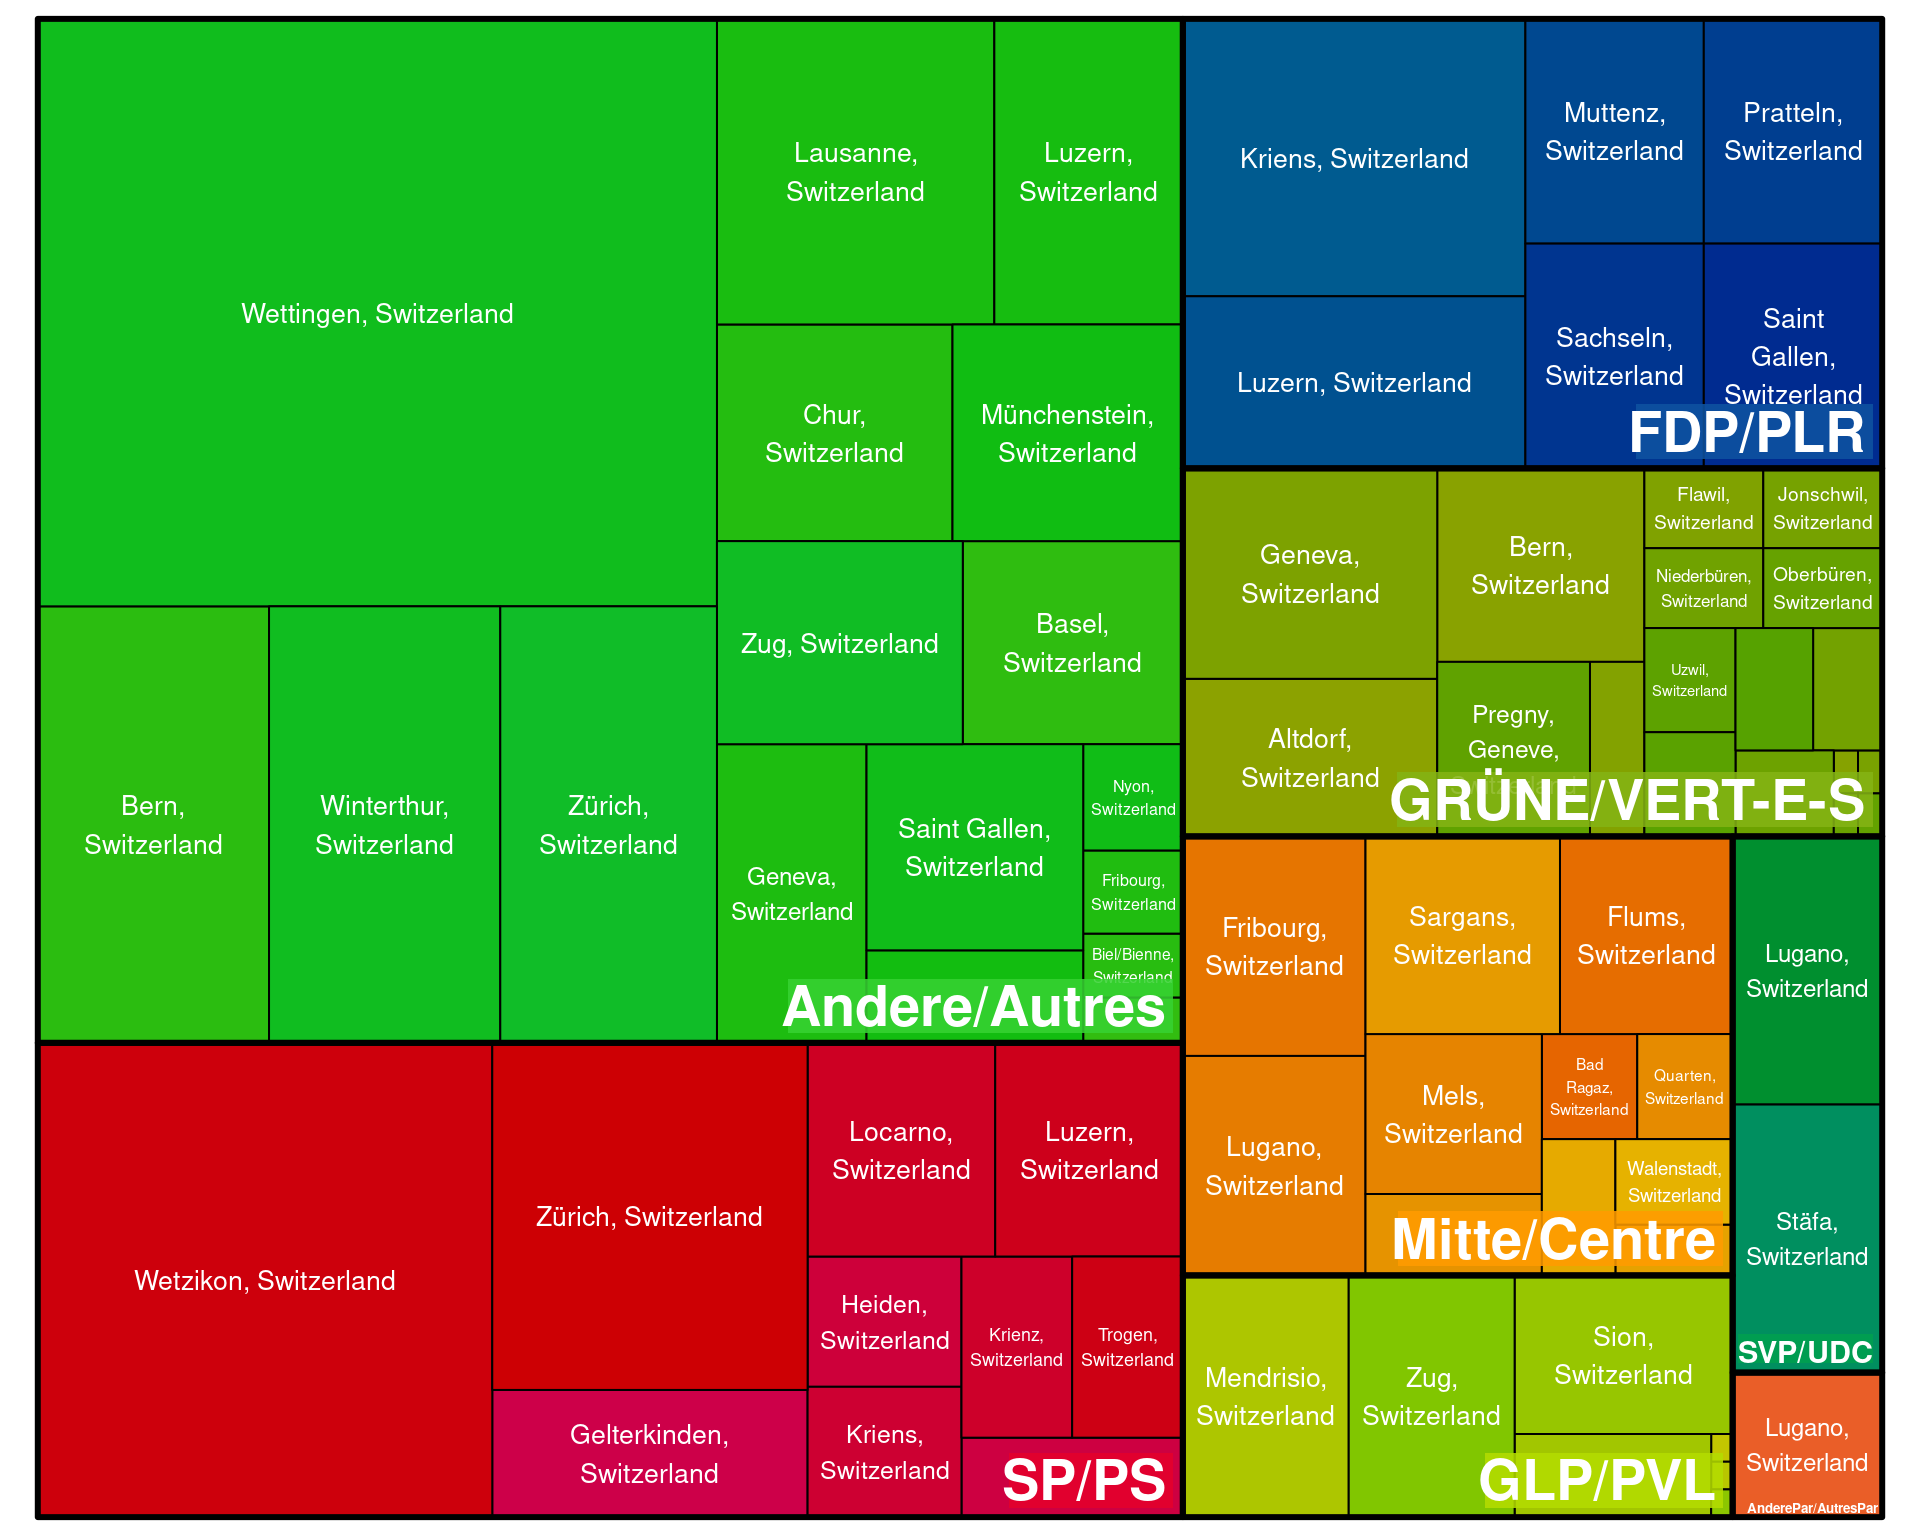 Wettingen, Switzerland
Lausanne,
Switzerland
Luzern,
Switzerland
Chur,
Switzerland
Münchenstein,
Switzerland
Zug, Switzerland
Basel,
Switzerland
Bern,
Switzerland
Winterthur,
Switzerland
Zürich,
Switzerland
Geneva,
Switzerland
Saint Gallen,
Switzerland
Nyon,
Switzerland
Fribourg,
Switzerland
Biel/Bienne,
Switzerland
Andere/Autres
Wetzikon, Switzerland
Zürich, Switzerland
Gelterkinden,
Switzerland
Locarno,
Switzerland
Luzern,
Switzerland
Heiden,
Switzerland
Krienz,
Switzerland
Trogen,
Switzerland
Kriens,
Switzerland
SP/PS
Kriens, Switzerland
Luzern, Switzerland
Muttenz,
Switzerland
Pratteln,
Switzerland
Sachseln,
Switzerland
Saint
Gallen,
Switzerland
FDP/PLR
Geneva,
Switzerland
Altdorf,
Switzerland
Bern,
Switzerland
Pregny,
Geneve,
Switzerland
Flawil,
Switzerland
Jonschwil,
Switzerland
Niederbüren,
Switzerland
Oberbüren,
Switzerland
Uzwil,
Switzerland
GRÜNE/VERT-E-S
Fribourg,
Switzerland
Lugano,
Switzerland
Sargans,
Switzerland
Flums,
Switzerland
Mels,
Switzerland
Bad
Ragaz,
Switzerland
Quarten,
Switzerland
Walenstadt,
Switzerland
Mitte/Centre
Mendrisio,
Switzerland
Zug,
Switzerland
Sion,
Switzerland
GLP/PVL
Lugano,
Switzerland
Stäfa,
Switzerland
SVP/UDC
Lugano,
Switzerland
AnderePar/AutresPar